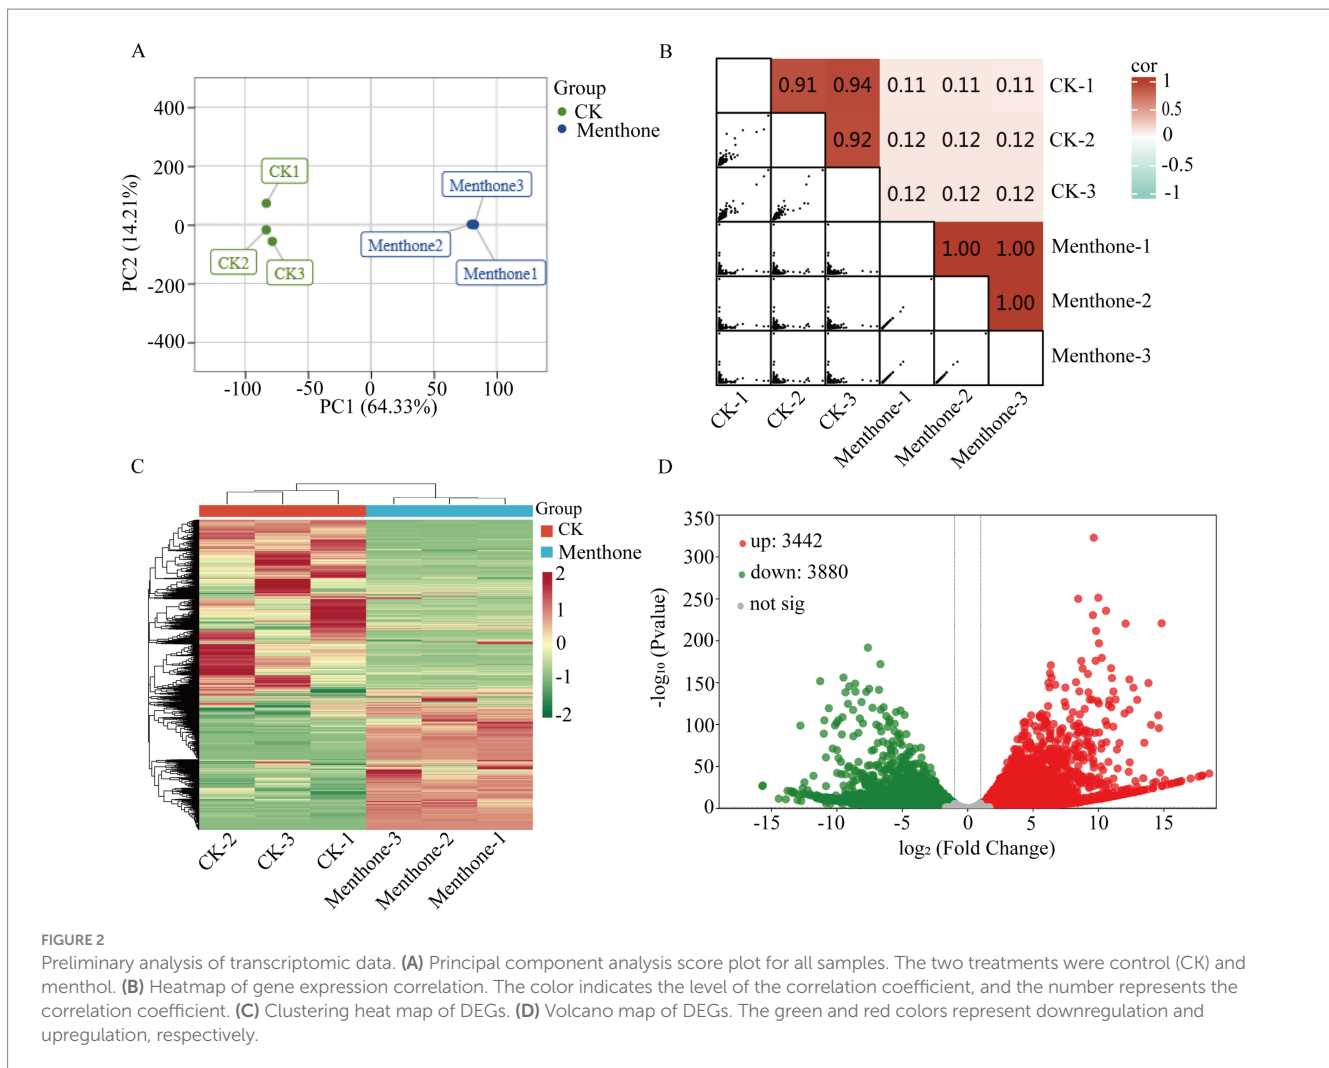 A
400
200
0
-200
-400
PC2 (14.21%)
-100
-50
0
50
100
PC1 (64.33%)
CK1
CK2
CK3
Menthone3
Menthone2
Menthone1
Group
CK
Menthone
B
0.91 0.94 0.11 0.11 0.11 CK-1
0.92 0.12 0.12 0.12 CK-2
0.12 0.12 0.12 CK-3
1.00 1.00 Menthone-1
1.00 Menthone-2
Menthone-3
CK-1
CK-2
CK-3
Menthone-1
Menthone-2
Menthone-3
cor
1
0.5
0
-0.5
-1
C
Group
CK
Menthone
2
1
0
-1
-2
CK-2
CK-3
CK-1
Menthone-3
Menthone-2
Menthone-1
D
350
300
250
200
150
100
50
0
-log₁₀ (Pvalue)
up: 3442
down: 3880
not sig
-15
-10
-5
0
5
10
15
log₂ (Fold Change)
FIGURE 2
Preliminary analysis of transcriptomic data. (A) Principal component analysis score plot for all samples. The two treatments were control (CK) and
menthol. (B) Heatmap of gene expression correlation. The color indicates the level of the correlation coefficient, and the number represents the
correlation coefficient. (C) Clustering heat map of DEGs. (D) Volcano map of DEGs. The green and red colors represent downregulation and
upregulation, respectively.